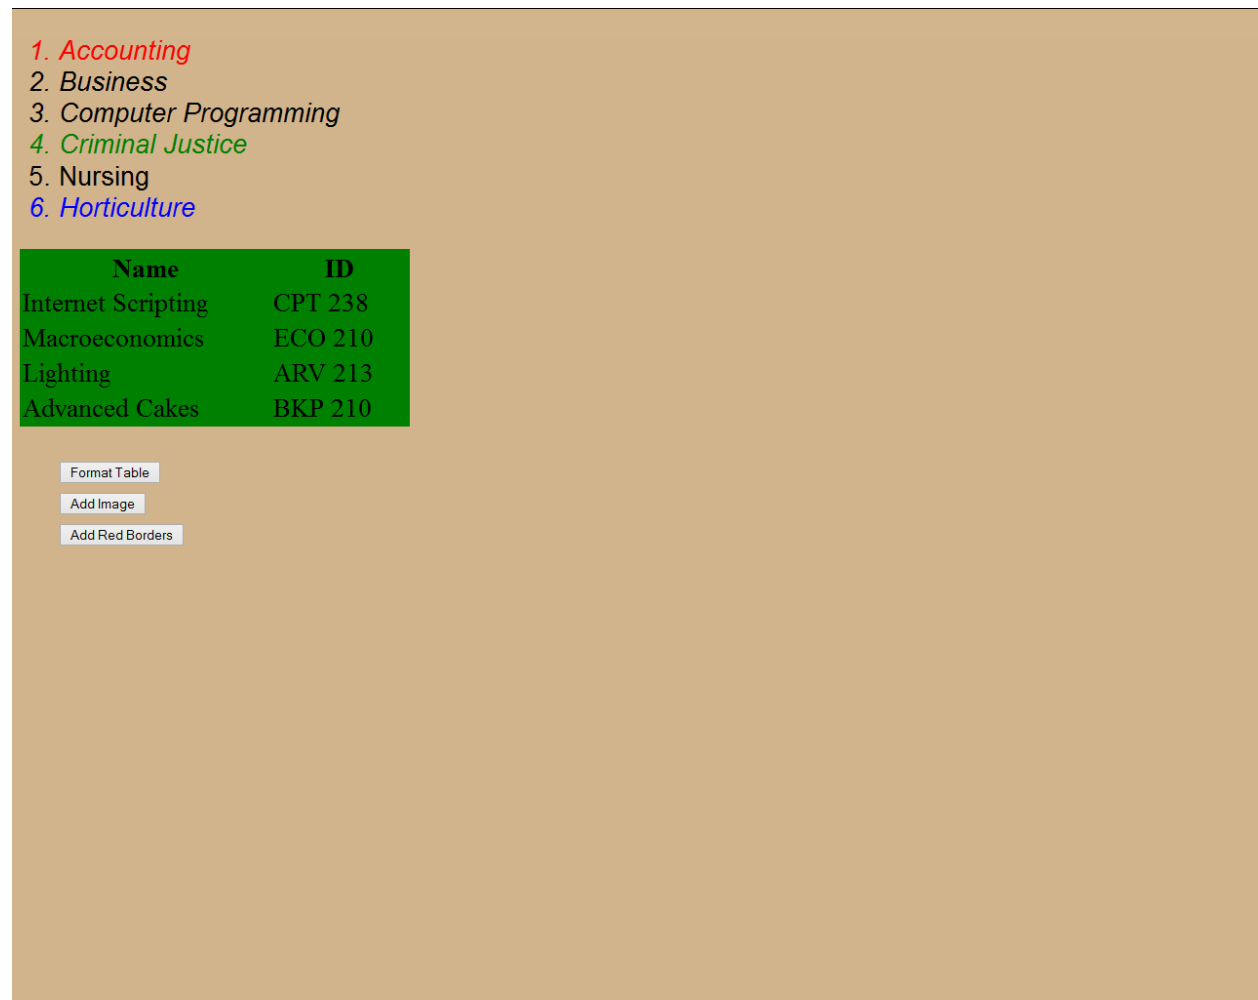 1. Accounting
2. Business
3. Computer Programming
4. Criminal Justice
5. Nursing
6. Horticulture
Name ID
Internet Scripting CPT 238
Macroeconomics ECO 210
Lighting ARV 213
Advanced Cakes BKP 210
Format Table
Add Image
Add Red Borders